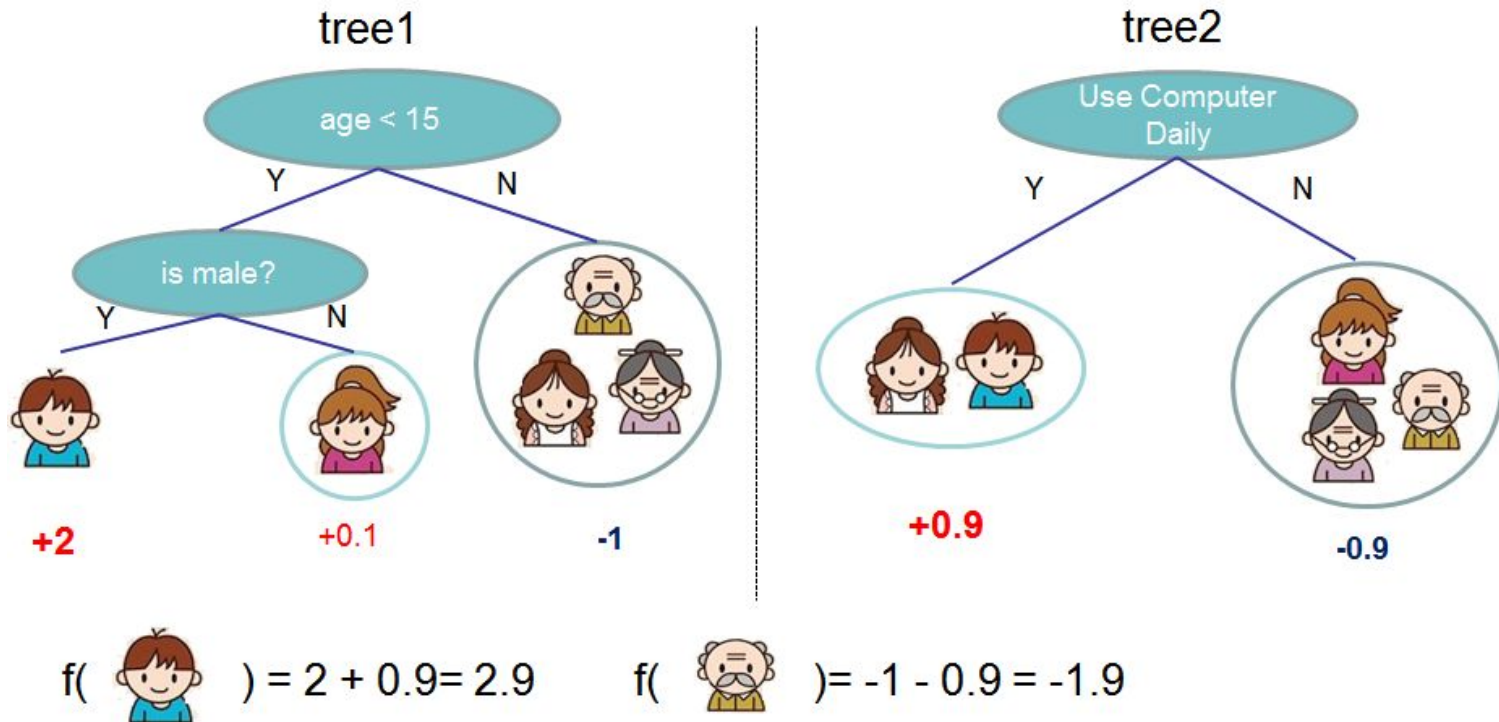 tree1
age < 15
Y
N
is male?
Y
N
+2
+0.1
-1
tree2
Use Computer
Daily
Y
N
+0.9
-0.9
f( ) = 2 + 0.9= 2.9
f( )= -1 - 0.9 = -1.9